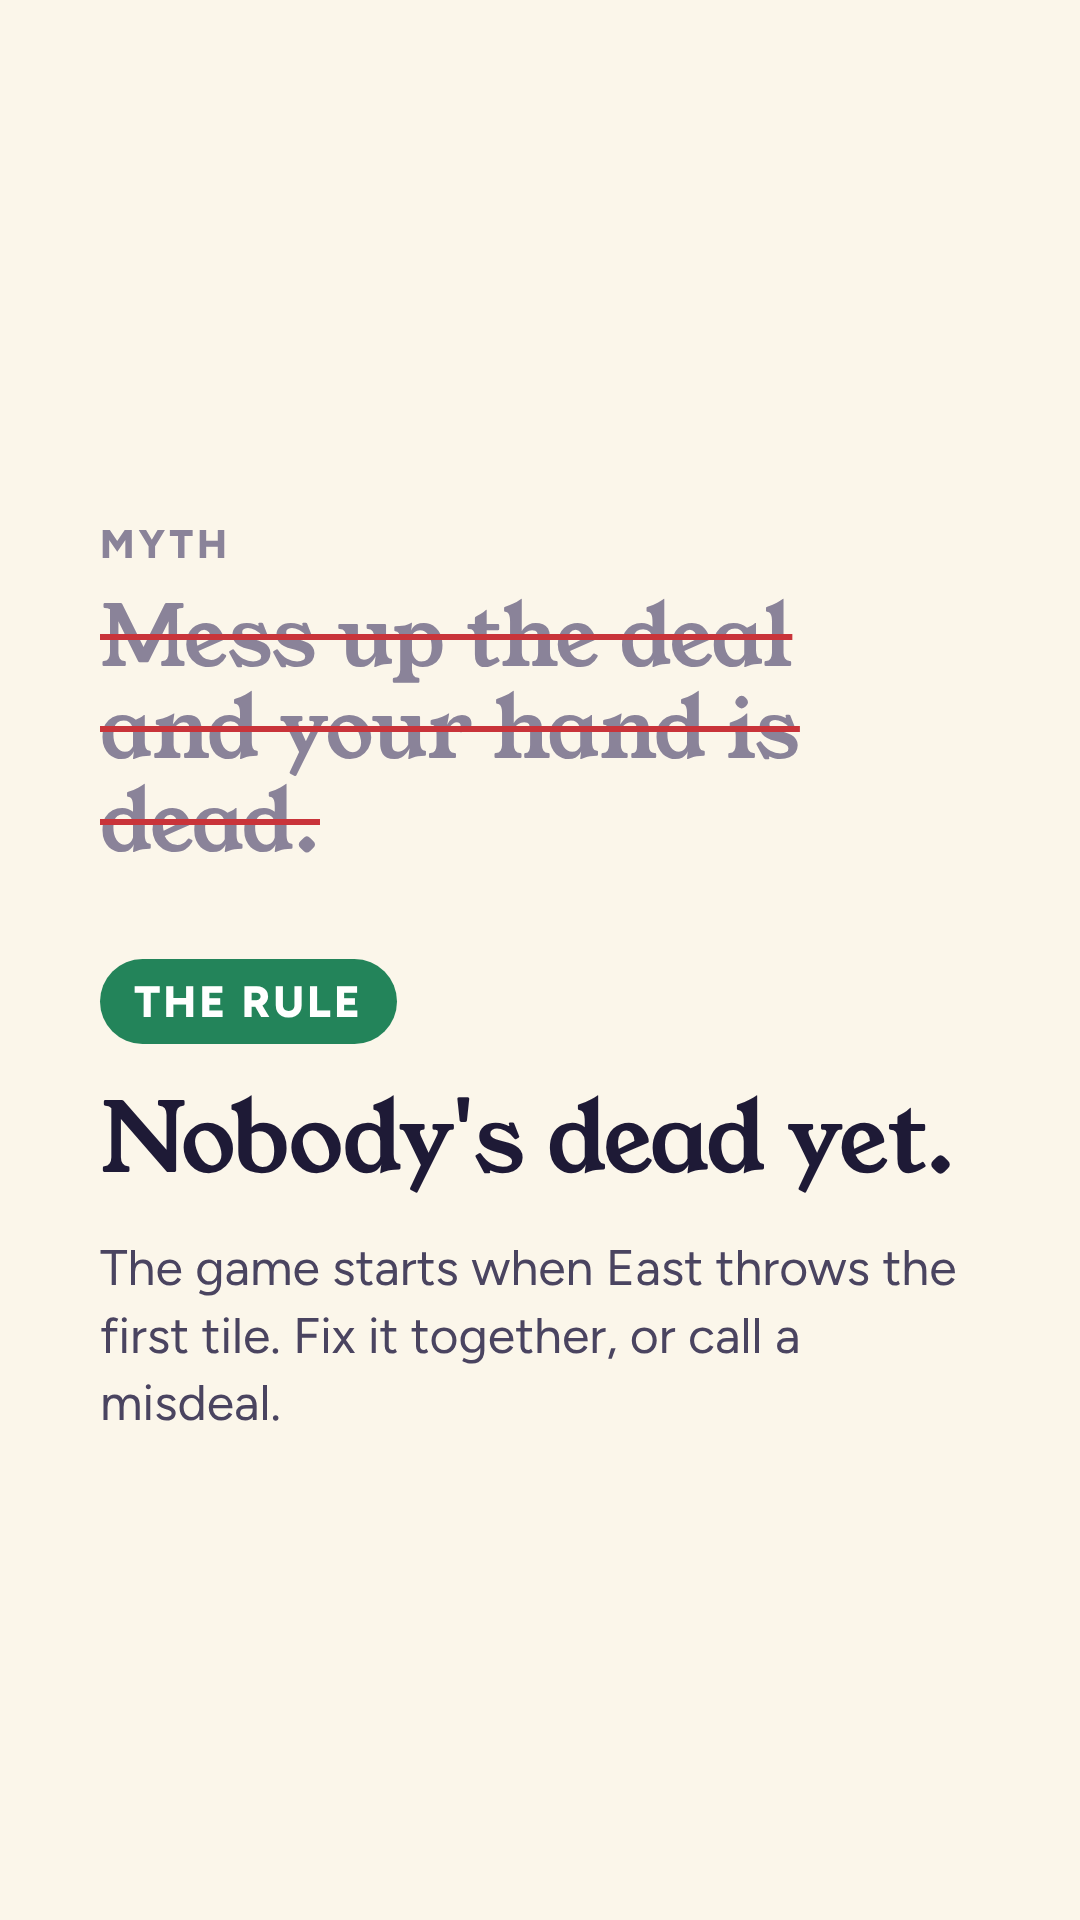 MYTH
Mess up the deal
and your hand is
dead.
THE RULE
Nobody's dead yet.
The game starts when East throws the
first tile. Fix it together, or call a
misdeal.